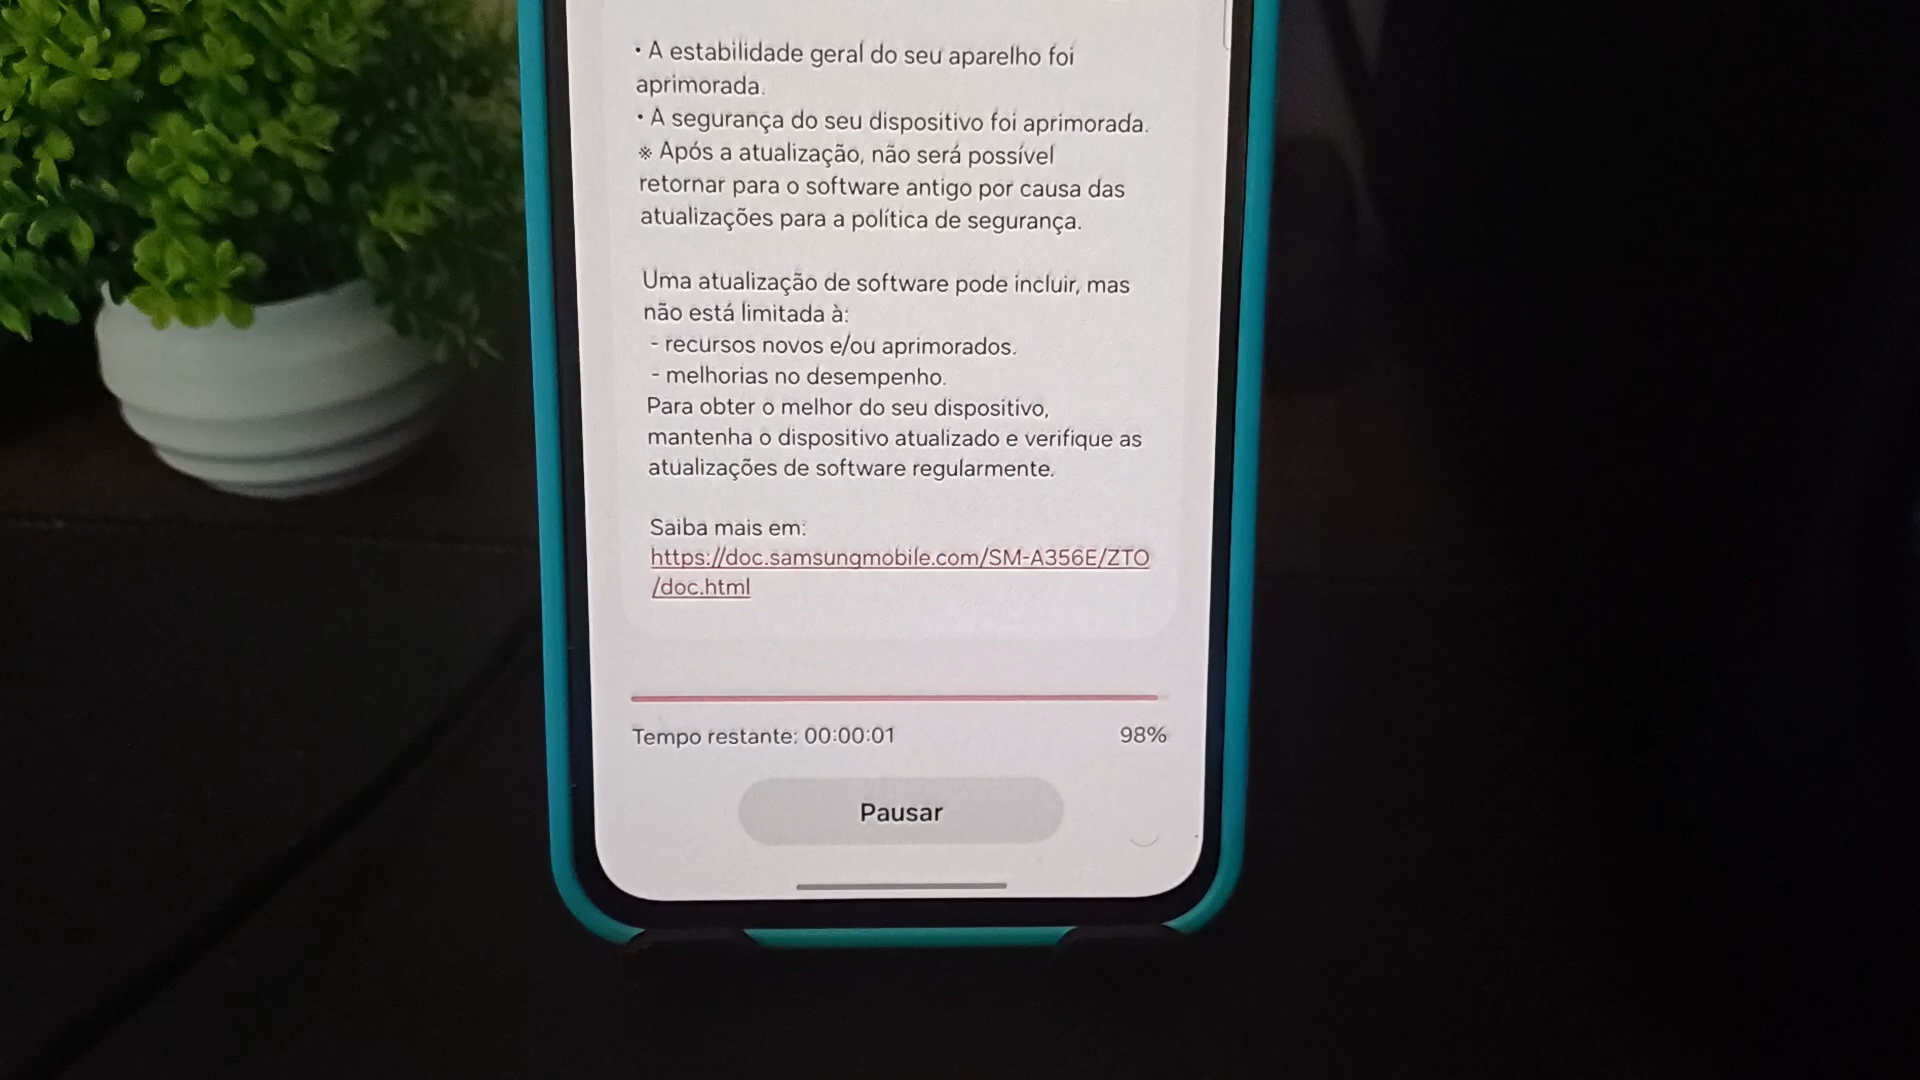 • A estabilidade geral do seu aparelho foi
aprimorada.
• A segurança do seu dispositivo foi aprimorada.
※ Após a atualização, não será possível
retornar para o software antigo por causa das
atualizações para a política de segurança.
Uma atualização de software pode incluir, mas
não está limitada à:
- recursos novos e/ou aprimorados.
- melhorias no desempenho.
Para obter o melhor do seu dispositivo,
mantenha o dispositivo atualizado e verifique as
atualizações de software regularmente.
Saiba mais em:
https://doc.samsungmobile.com/SM-A356E/ZTO
/doc.html
Tempo restante: 00:00:01 98%
Pausar